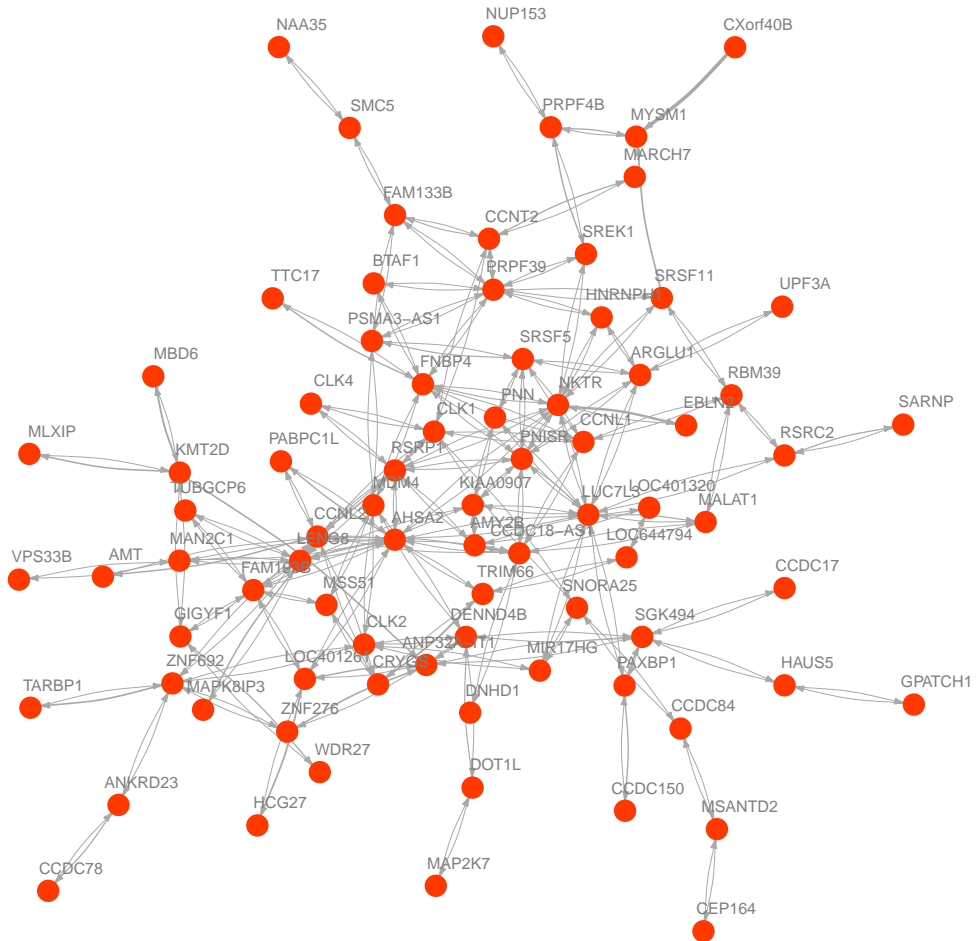 NUP153
CXorf40B
NAA35
SMC5
PRPF4B
MYSM1
MARCH7
FAM133B
CCNT2
SREK1
BTAF1
PRPF39
TTC17
SRSF11
UPF3A
HNRNPH1
PSMA3−AS1
SRSF5
ARGLU1
MBD6
FNBP4
NKTR
RBM39
CLK4
PNN
EBLN2
SARNP
CLK1
CCNL1
MLXIP
KMT2D
PABPC1L
RSRP1
PNISR
RSRC2
TUBGCP6
MDM4
KIAA0907
LUC7L3
LOC401320
MALAT1
CCNL2
AHSA2
AMY2B
CCDC18−AS1
LOC644794
VPS33B
AMT
MAN2C1
LENG8
FAM193B
MSS51
TRIM66
SNORA25
CCDC17
GIGYF1
CLK2
DENND4B
SGK494
ZNF692
CRYGS
MIR17HG
PAXBP1
HAUS5
GPATCH1
TARBP1
MAPK8IP3
ZNF276
DNHD1
CCDC84
WDR27
DOT1L
ANKRD23
HCG27
CCDC150
MSANTD2
CCDC78
MAP2K7
CEP164